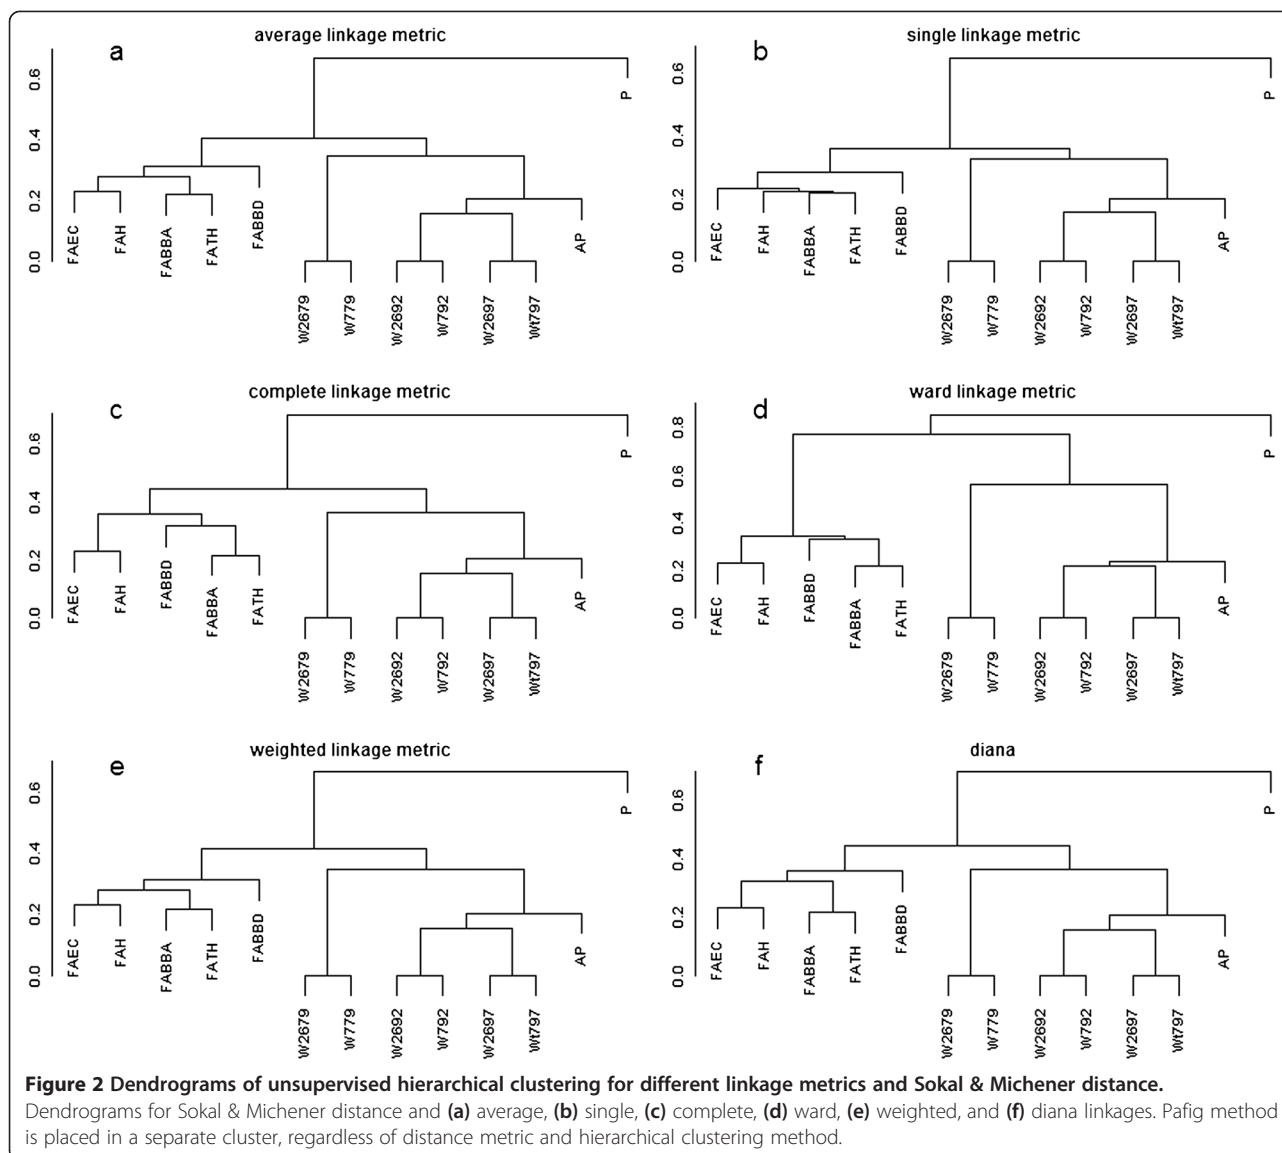 average linkage metric
a
0.0 0.2 0.4 0.6
P
FAEC FAH FABBA FATH FABBD
AP
W2679 W779 W2692 W792 W2697 Wt797
single linkage metric
b
0.0 0.2 0.4 0.6
P
FAEC FAH FABBA FATH FABBD
AP
W2679 W779 W2692 W792 W2697 Wt797
complete linkage metric
c
0.0 0.2 0.4 0.6
P
FAEC FAH FABBD FABBA FATH
AP
W2679 W779 W2692 W792 W2697 Wt797
ward linkage metric
d
0.0 0.2 0.4 0.6 0.8
P
FAEC FAH FABBD FABBA FATH
AP
W2679 W779 W2692 W792 W2697 Wt797
weighted linkage metric
e
0.0 0.2 0.4 0.6
P
FAEC FAH FABBA FATH FABBD
AP
W2679 W779 W2692 W792 W2697 Wt797
diana
f
0.0 0.2 0.4 0.6
P
FAEC FAH FABBA FATH FABBD
AP
W2679 W779 W2692 W792 W2697 Wt797
Figure 2 Dendrograms of unsupervised hierarchical clustering for different linkage metrics and Sokal & Michener distance.
Dendrograms for Sokal & Michener distance and (a) average, (b) single, (c) complete, (d) ward, (e) weighted, and (f) diana linkages. Pafig method
is placed in a separate cluster, regardless of distance metric and hierarchical clustering method.